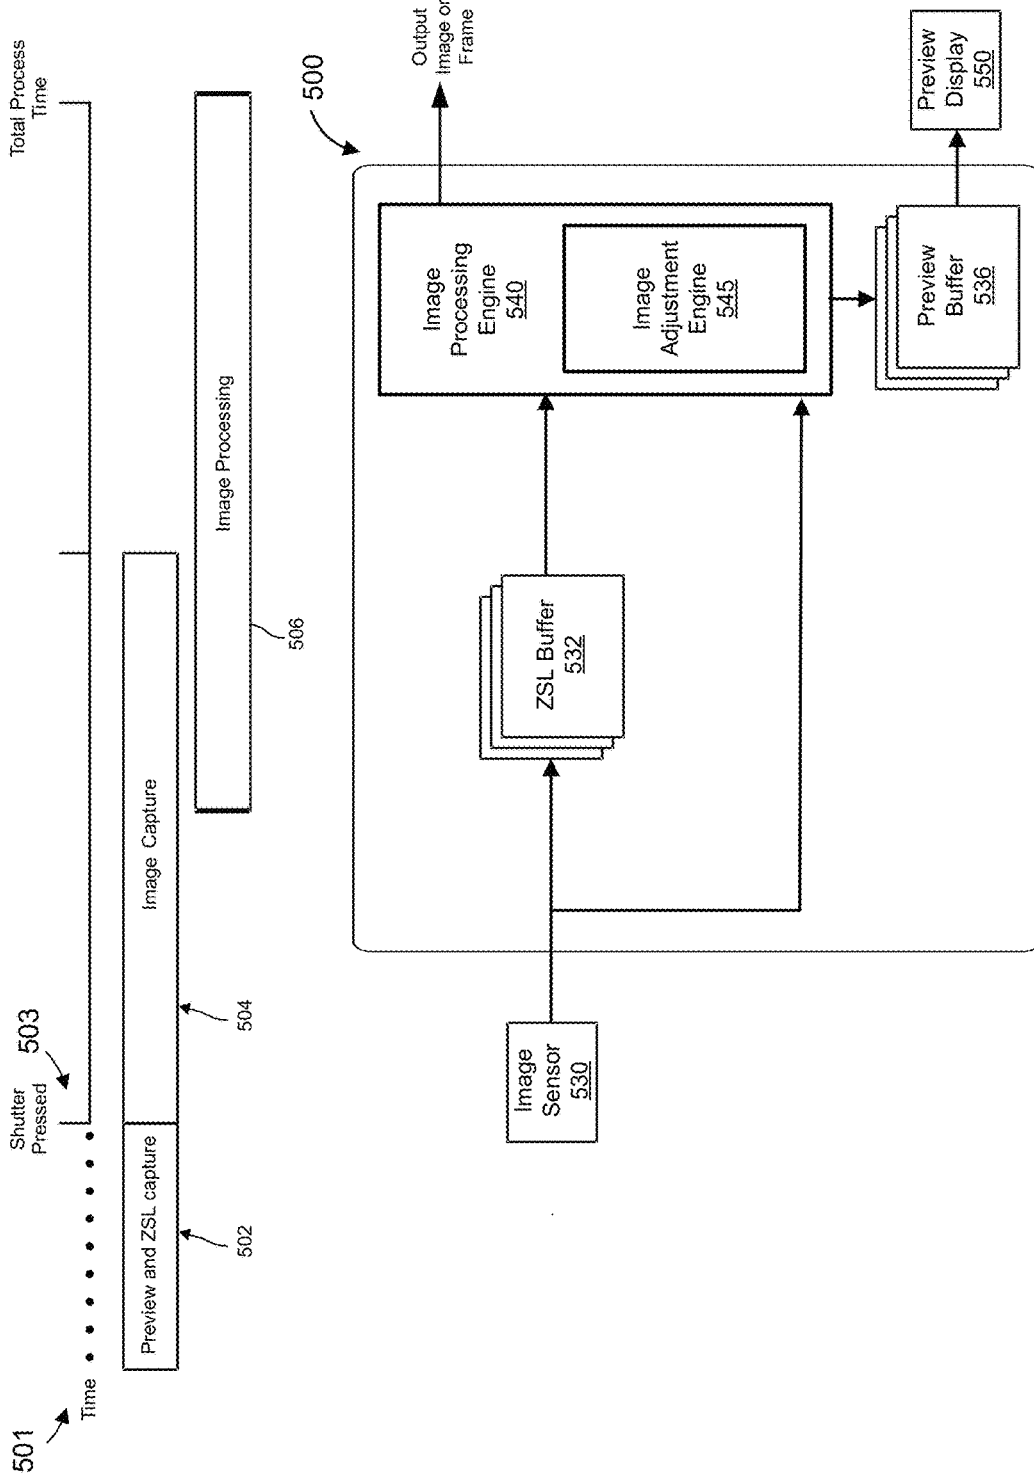 501
Time
Shutter
Pressed
503
Total Process
Time
Preview and ZSL capture
502
Image Capture
504
Image Processing
506
500
Image
Sensor
530
ZSL Buffer
532
Image
Processing
Engine
540
Image
Adjustment
Engine
545
Output
Image or
Frame
Preview
Buffer
536
Preview
Display
550